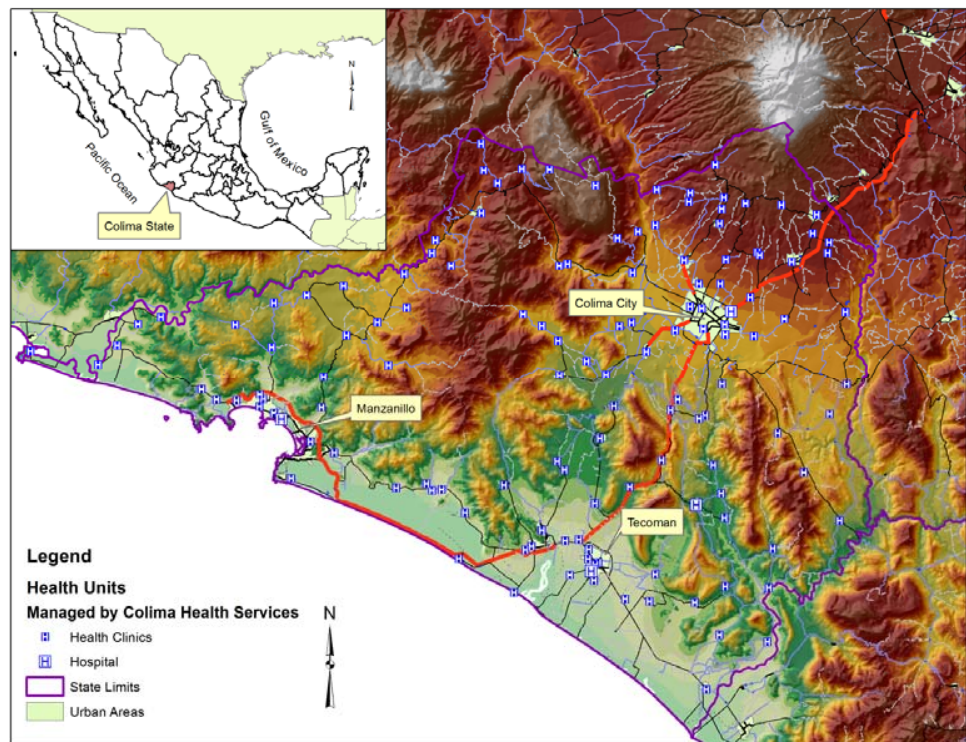 N
Pacific Ocean
Gulf of Mexico
Colima State
Colima City
Manzanillo
Tecoman
Legend
Health Units
Managed by Colima Health Services
H Health Clinics
H Hospital
State Limits
Urban Areas
N